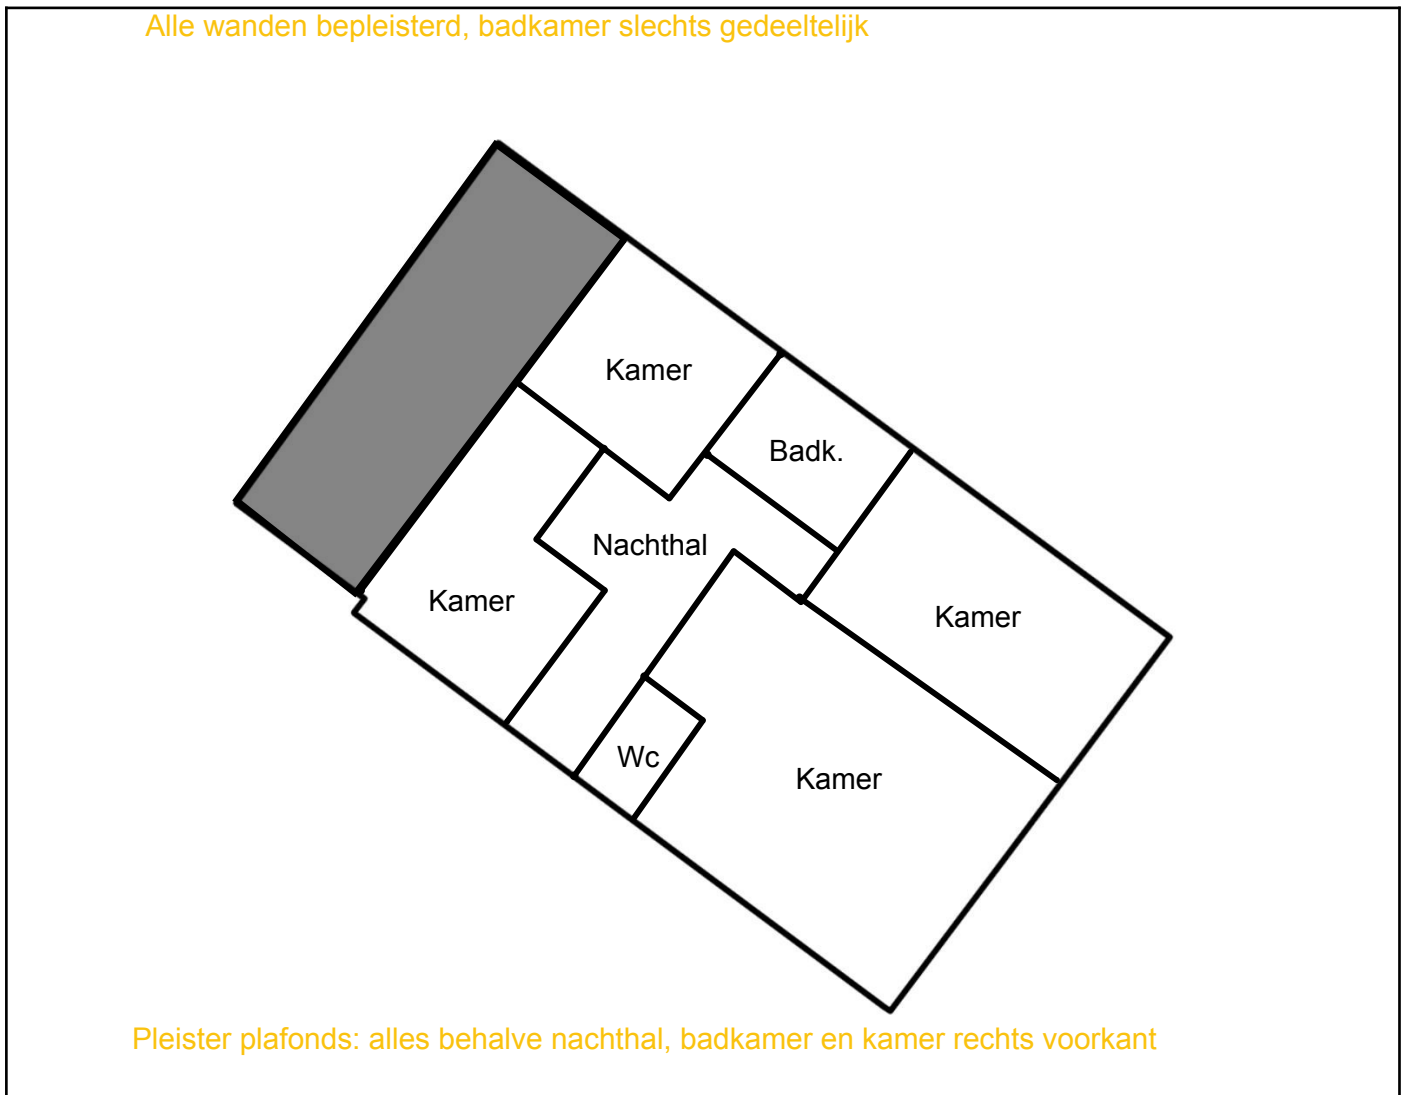 Alle wanden bepleisterd, badkamer slechts gedeeltelijk
Kamer
Badk.
Nachthal
Kamer
Kamer
Wc
Kamer
Pleister plafonds: alles behalve nachthal, badkamer en kamer rechts voorkant